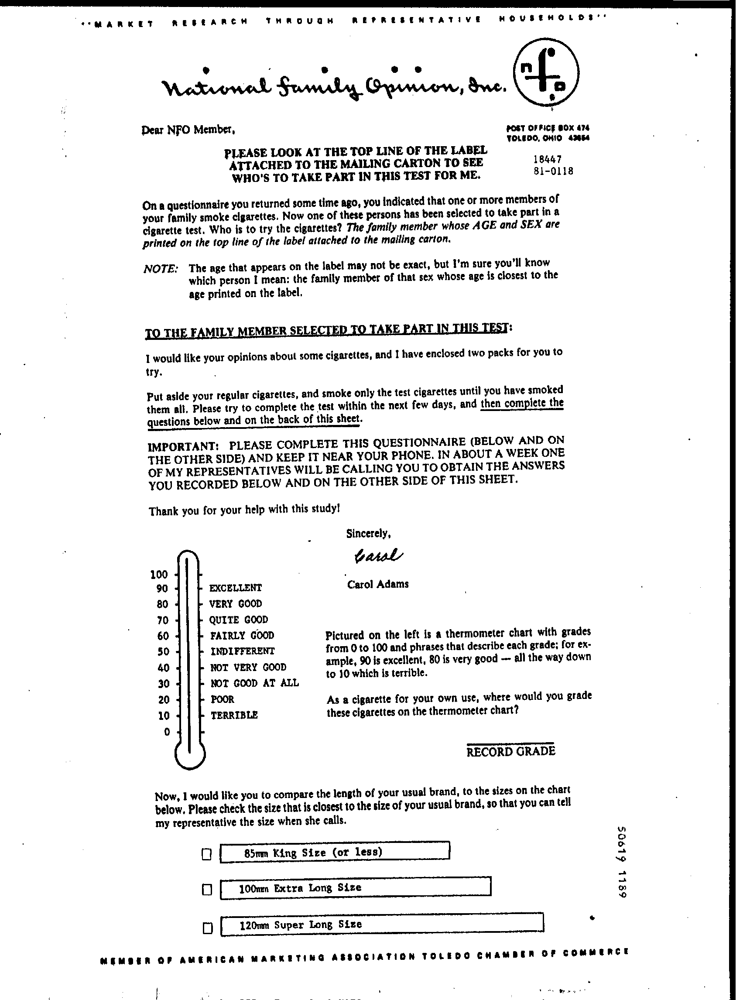 "MARKET RESEARCH THROUGH REPRESENTATIVE HOUSEHOLDS"
National Family Opinion, Inc.
nfo
Dear NFO Member,
POST OFFICE BOX 474
TOLEDO, OHIO 43654
PLEASE LOOK AT THE TOP LINE OF THE LABEL
ATTACHED TO THE MAILING CARTON TO SEE
WHO'S TO TAKE PART IN THIS TEST FOR ME.
18447
81-0118
On a questionnaire you returned some time ago, you indicated that one or more members of
your family smoke cigarettes. Now one of these persons has been selected to take part in a
cigarette test. Who is to try the cigarettes? The family member whose AGE and SEX are
printed on the top line of the label attached to the mailing carton.
NOTE: The age that appears on the label may not be exact, but I'm sure you'll know
which person I mean: the family member of that sex whose age is closest to the
age printed on the label.
TO THE FAMILY MEMBER SELECTED TO TAKE PART IN THIS TEST:
I would like your opinions about some cigarettes, and I have enclosed two packs for you to
try.
Put aside your regular cigarettes, and smoke only the test cigarettes until you have smoked
them all. Please try to complete the test within the next few days, and then complete the
questions below and on the back of this sheet.
IMPORTANT: PLEASE COMPLETE THIS QUESTIONNAIRE (BELOW AND ON
THE OTHER SIDE) AND KEEP IT NEAR YOUR PHONE. IN ABOUT A WEEK ONE
OF MY REPRESENTATIVES WILL BE CALLING YOU TO OBTAIN THE ANSWERS
YOU RECORDED BELOW AND ON THE OTHER SIDE OF THIS SHEET.
Thank you for your help with this study!
Sincerely,
Carol
Carol Adams
100
90 EXCELLENT
80 VERY GOOD
70 QUITE GOOD
60 FAIRLY GOOD
50 INDIFFERENT
40 NOT VERY GOOD
30 NOT GOOD AT ALL
20 POOR
10 TERRIBLE
0
Pictured on the left is a thermometer chart with grades
from 0 to 100 and phrases that describe each grade; for ex-
ample, 90 is excellent, 80 is very good — all the way down
to 10 which is terrible.
As a cigarette for your own use, where would you grade
these cigarettes on the thermometer chart?
RECORD GRADE
Now, I would like you to compare the length of your usual brand, to the sizes on the chart
below. Please check the size that is closest to the size of your usual brand, so that you can tell
my representative the size when she calls.
85mm King Size (or less)
100mm Extra Long Size
120mm Super Long Size
50619 1189
MEMBER OF AMERICAN MARKETING ASSOCIATION TOLEDO CHAMBER OF COMMERCE